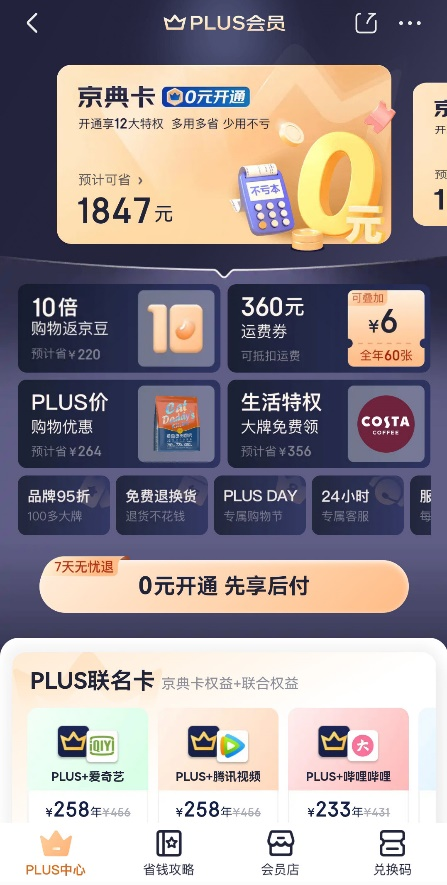 PLUS会员
京典卡 0元开通
开通享12大特权 多用多省 少用不亏
预计可省 ›
1847元
不亏本
0元
10倍
购物返京豆
预计省¥220
10
360元
运费券
可抵扣运费
可叠加
¥6
全年60张
PLUS价
购物优惠
预计省¥264
生活特权
大牌免费领
预计省¥356
COSTA
COFFEE
品牌95折
100多大牌
免费退换货
退货不花钱
PLUS DAY
专属购物节
24小时
专属客服
7天无忧退
0元开通 先享后付
PLUS联名卡 京典卡权益+联合权益
PLUS+爱奇艺
¥258年¥456
PLUS+腾讯视频
¥258年¥456
PLUS+哔哩哔哩
¥233年¥431
PLUS中心
省钱攻略
会员店
兑换码